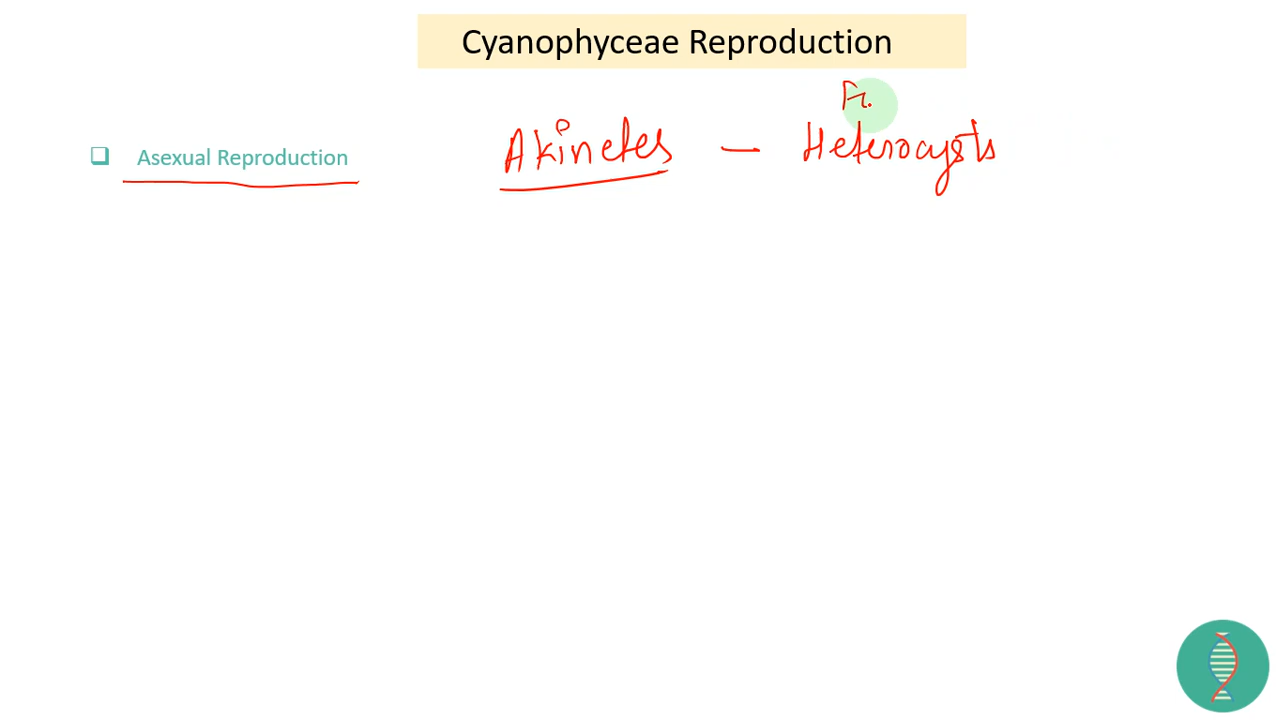 Cyanophyceae Reproduction
Asexual Reproduction
Akinetes — Heterocysts